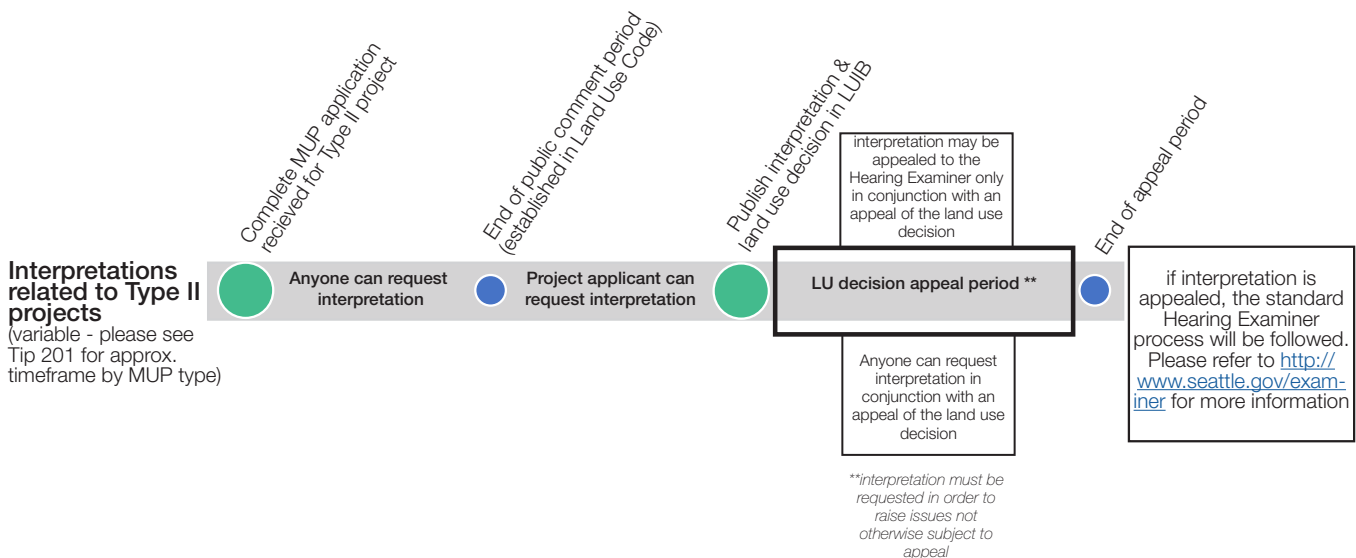 Complete MUP application
recieved for Type II project
End of public comment period
(established in Land Use Code)
Publish interpretation &
land use decision in LUIB
interpretation may be
appealed to the
Hearing Examiner only
in conjunction with an
appeal of the land use
decision
End of appeal period
Interpretations
related to Type II
projects
(variable - please see
Tip 201 for approx.
timeframe by MUP type)
Anyone can request
interpretation
Project applicant can
request interpretation
LU decision appeal period **
if interpretation is
appealed, the standard
Hearing Examiner
process will be followed.
Please refer to http://
www.seattle.gov/exam-
iner for more information
Anyone can request
interpretation in
conjunction with an
appeal of the land use
decision
**interpretation must be
requested in order to
raise issues not
otherwise subject to
appeal